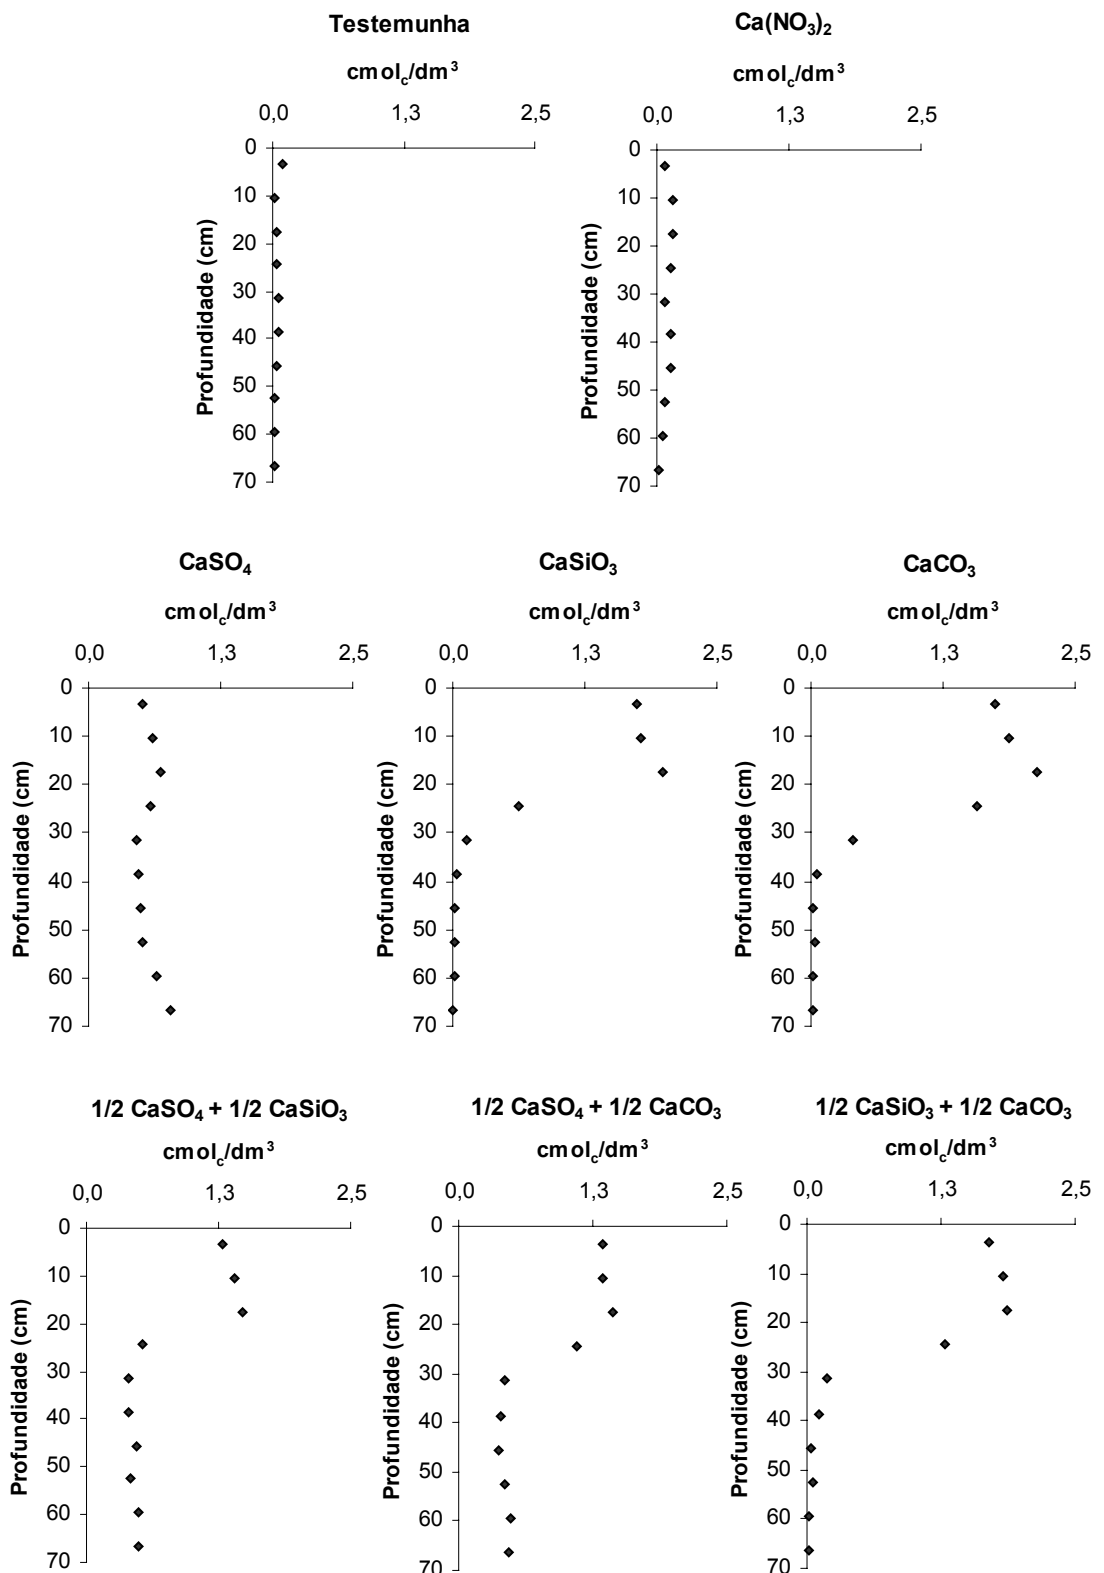 Testemunha
cmol_c/dm³
0,0 1,3 2,5
0
10
20
30
40
50
60
70
Profundidade (cm)
Ca(NO₃)₂
cmol_c/dm³
0,0 1,3 2,5
0
10
20
30
40
50
60
70
Profundidade (cm)
CaSO₄
cmol_c/dm³
0,0 1,3 2,5
0
10
20
30
40
50
60
70
Profundidade (cm)
CaSiO₃
cmol_c/dm³
0,0 1,3 2,5
0
10
20
30
40
50
60
70
Profundidade (cm)
CaCO₃
cmol_c/dm³
0,0 1,3 2,5
0
10
20
30
40
50
60
70
Profundidade (cm)
1/2 CaSO₄ + 1/2 CaSiO₃
cmol_c/dm³
0,0 1,3 2,5
0
10
20
30
40
50
60
70
Profundidade (cm)
1/2 CaSO₄ + 1/2 CaCO₃
cmol_c/dm³
0,0 1,3 2,5
0
10
20
30
40
50
60
70
Profundidade (cm)
1/2 CaSiO₃ + 1/2 CaCO₃
cmol_c/dm³
0,0 1,3 2,5
0
10
20
30
40
50
60
70
Profundidade (cm)